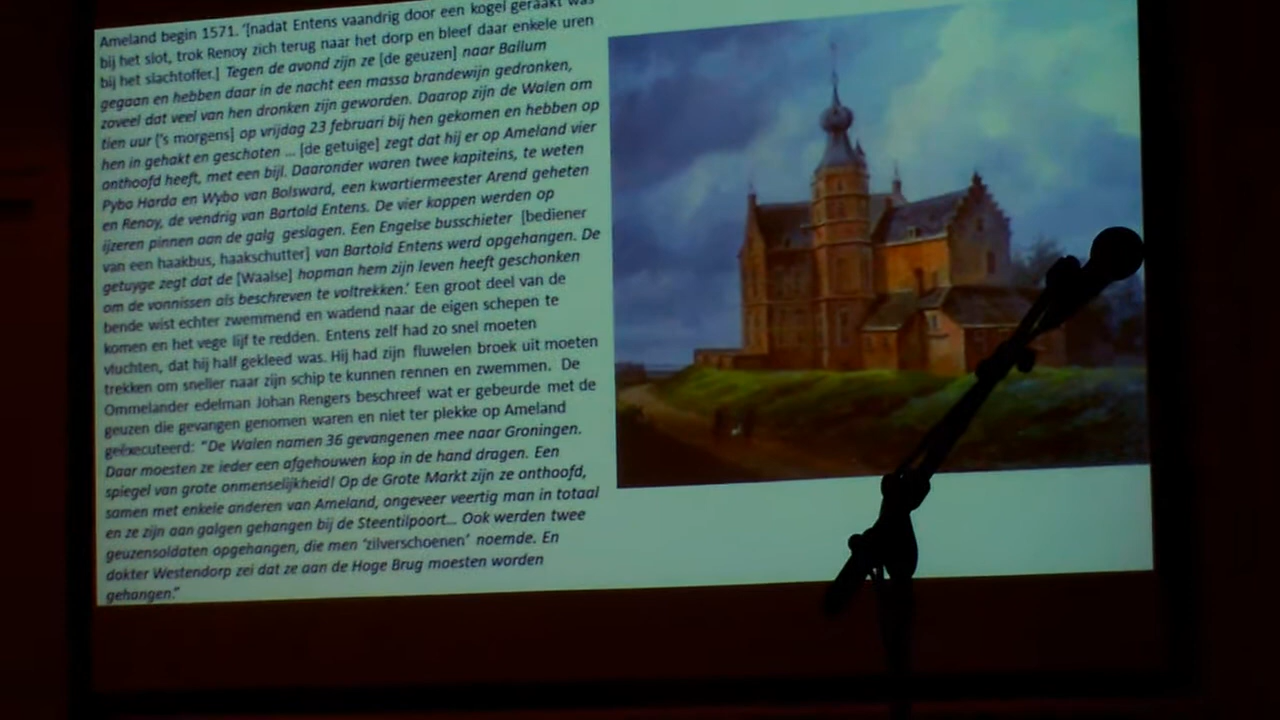 Ameland begin 1571. '[nadat Entens vaandrig door een kogel geraakt was
bij het slot, trok Renoy zich terug naar het dorp en bleef daar enkele uren
bij het slachtoffer.] Tegen de avond zijn ze [de geuzen] naar Ballum
gegaan en hebben daar in de nacht een massa brandewijn gedronken,
zoveel dat veel van hen dronken zijn geworden. Daarop zijn de Walen om
tien uur ['s morgens] op vrijdag 23 februari bij hen gekomen en hebben op
hen in gehakt en geschoten ... [de getuige] zegt dat hij er op Ameland vier
onthoofd heeft, met een bijl. Daaronder waren twee kapiteins, te weten
Pybo Harda en Wybo van Bolsward, een kwartiermeester Arend geheten
en Renoy, de vendrig van Bartold Entens. De vier koppen werden op
ijzeren pinnen aan de galg geslagen. Een Engelse busschieter [bediener
van een haakbus, haakschutter] van Bartold Entens werd opgehangen. De
getuyge zegt dat de [Waalse] hopman hem zijn leven heeft geschonken
om de vonnissen als beschreven te voltrekken.' Een groot deel van de
bende wist echter zwemmend en wadend naar de eigen schepen te
komen en het vege lijf te redden. Entens zelf had zo snel moeten
vluchten, dat hij half gekleed was. Hij had zijn fluwelen broek uit moeten
trekken om sneller naar zijn schip te kunnen rennen en zwemmen. De
Ommelander edelman Johan Rengers beschreef wat er gebeurde met de
geuzen die gevangen genomen waren en niet ter plekke op Ameland
geëxecuteerd: "De Walen namen 36 gevangenen mee naar Groningen.
Daar moesten ze ieder een afgehouwen kop in de hand dragen. Een
spiegel van grote onmenselijkheid! Op de Grote Markt zijn ze onthoofd,
samen met enkele anderen van Ameland, ongeveer veertig man in totaal
en ze zijn aan galgen gehangen bij de Steentilpoort... Ook werden twee
geuzensoldaten opgehangen, die men 'zilverschoenen' noemde. En
dokter Westendorp zei dat ze aan de Hoge Brug moesten worden
gehangen."